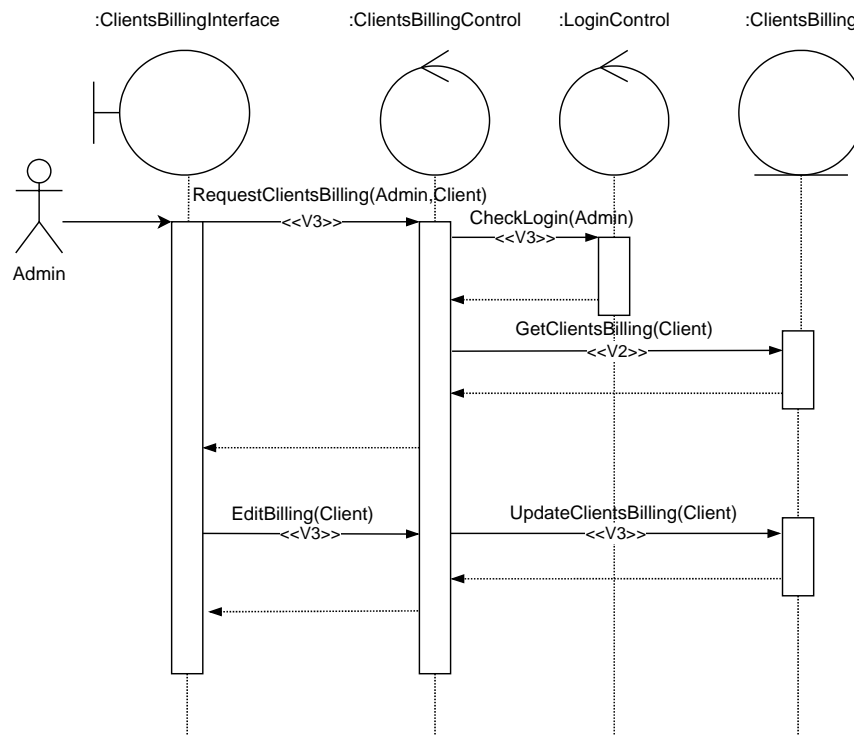 :ClientsBillingInterface
:ClientsBillingControl
:LoginControl
:ClientsBilling
RequestClientsBilling(Admin,Client)
<<V3>>
CheckLogin(Admin)
<<V3>>
Admin
GetClientsBilling(Client)
<<V2>>
EditBilling(Client)
<<V3>>
UpdateClientsBilling(Client)
<<V3>>